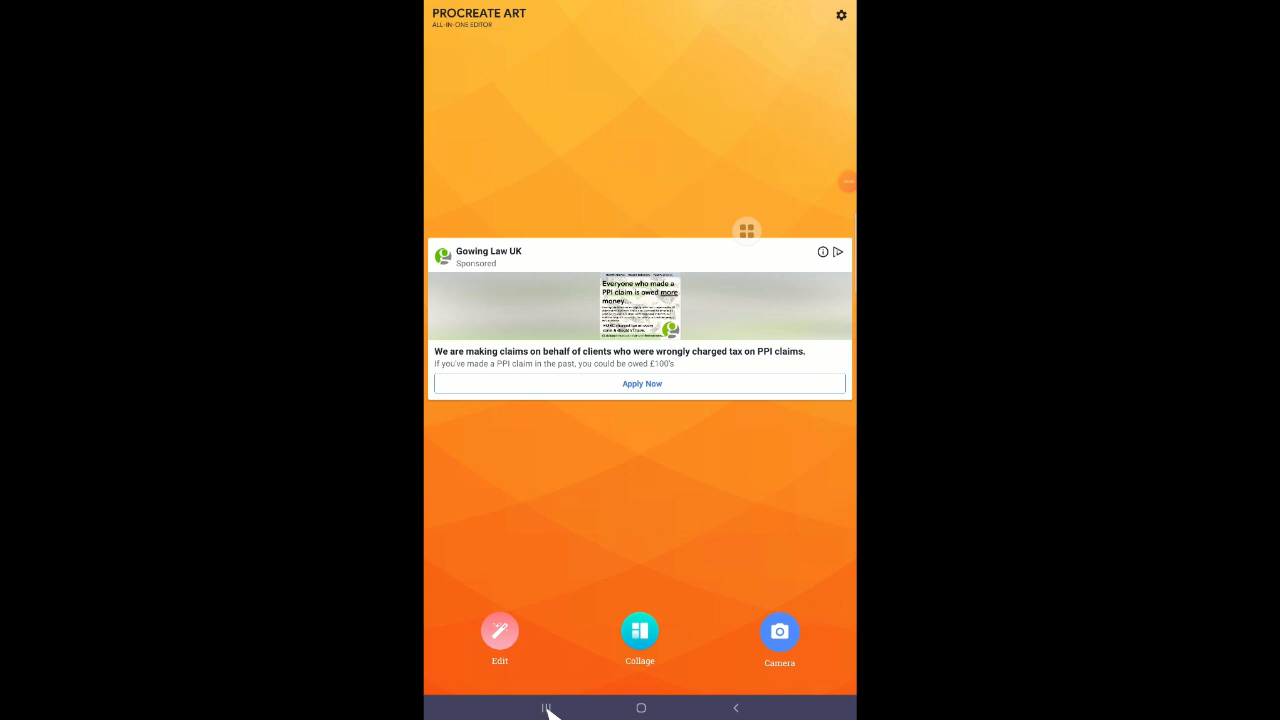 PROCREATE ART
ALL-IN-ONE EDITOR
Gowing Law UK
Sponsored
Everyone who made a
PPI claim is owed more
money...
We are making claims on behalf of clients who were wrongly charged tax on PPI claims.
If you've made a PPI claim in the past, you could be owed £100's
Apply Now
Edit
Collage
Camera